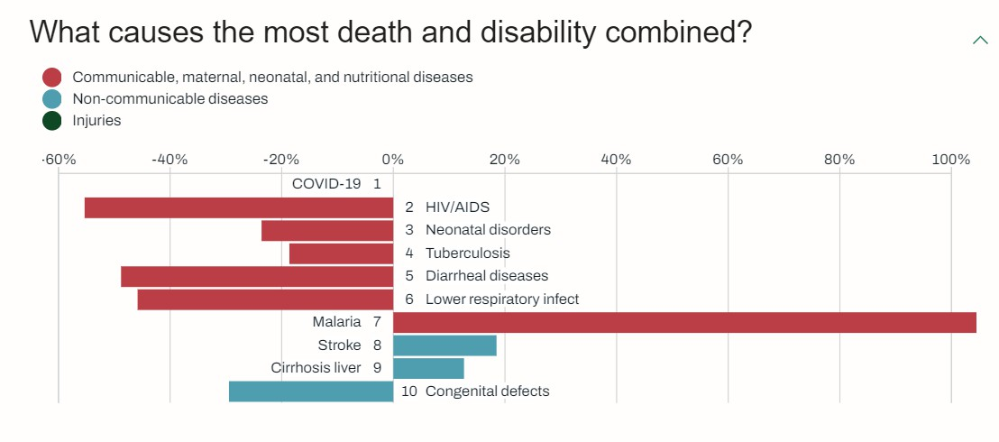 What causes the most death and disability combined?
Communicable, maternal, neonatal, and nutritional diseases
Non-communicable diseases
Injuries
-60% -40% -20% 0% 20% 40% 60% 80% 100%
COVID-19 1
2 HIV/AIDS
3 Neonatal disorders
4 Tuberculosis
5 Diarrheal diseases
6 Lower respiratory infect
Malaria 7
Stroke 8
Cirrhosis liver 9
10 Congenital defects